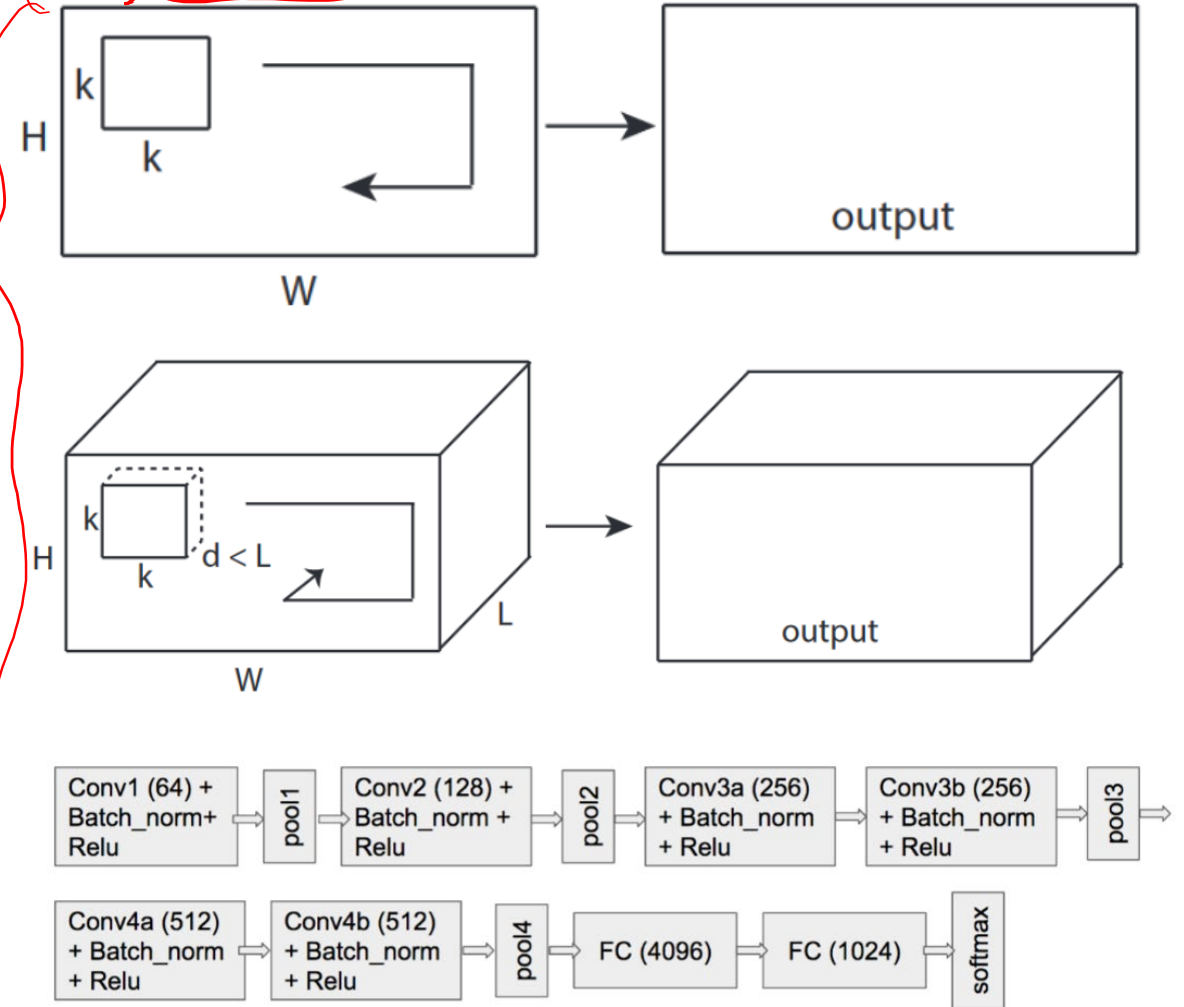 k
H
k
output
W
k
d < L
H
k
L
output
W
Conv1 (64) +
Batch_norm+
Relu
pool1
Conv2 (128) +
Batch_norm +
Relu
pool2
Conv3a (256)
+ Batch_norm
+ Relu
Conv3b (256)
+ Batch_norm
+ Relu
pool3
Conv4a (512)
+ Batch_norm
+ Relu
Conv4b (512)
+ Batch_norm
+ Relu
pool4
FC (4096)
FC (1024)
softmax